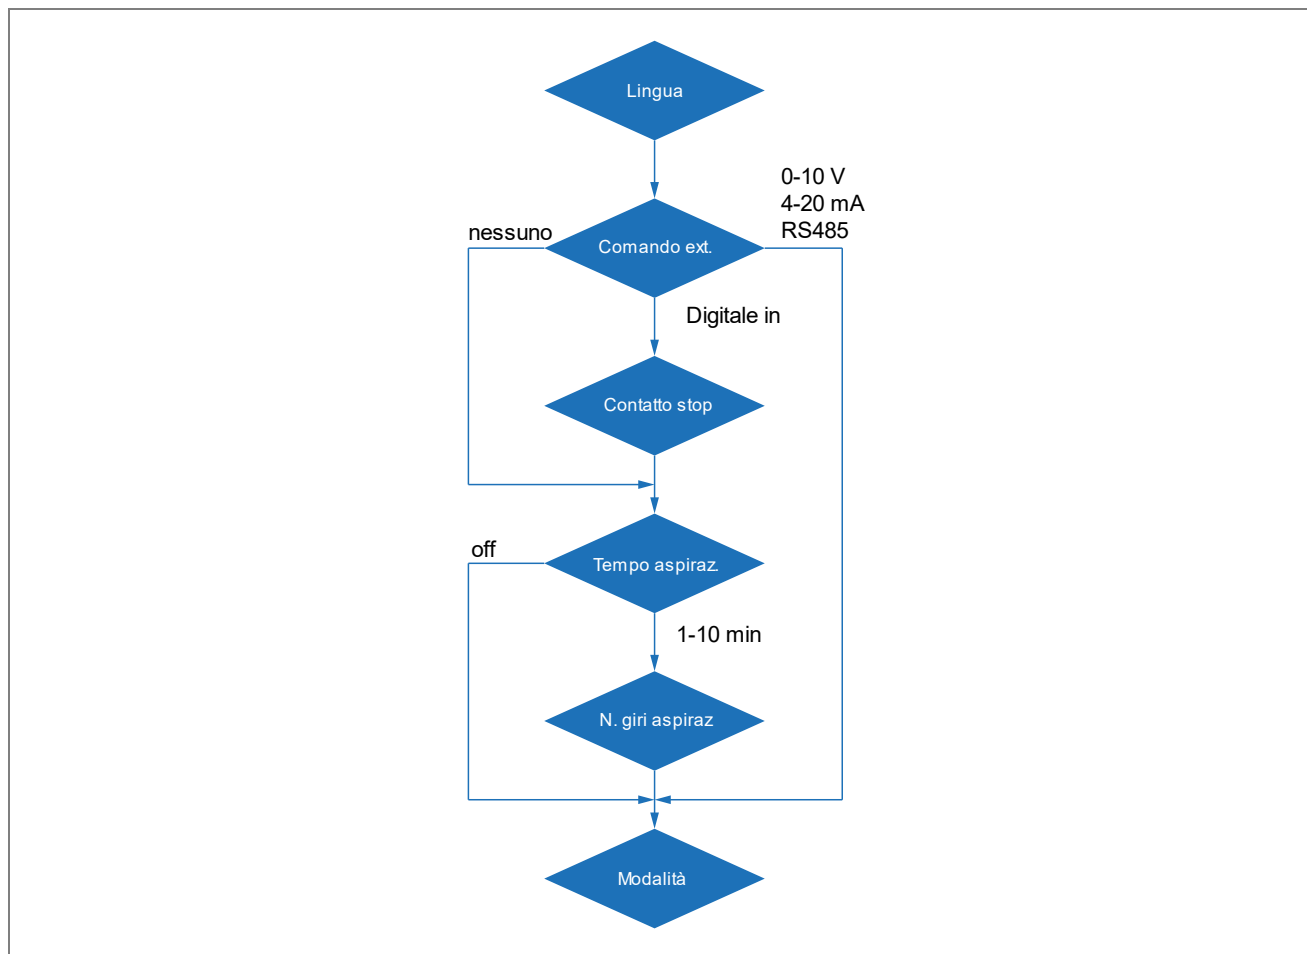 Lingua
0-10 V
4-20 mA
RS485
nessuno
Comando ext.
Digitale in
Contatto stop
off
Tempo aspiraz.
1-10 min
N. giri aspiraz
Modalità